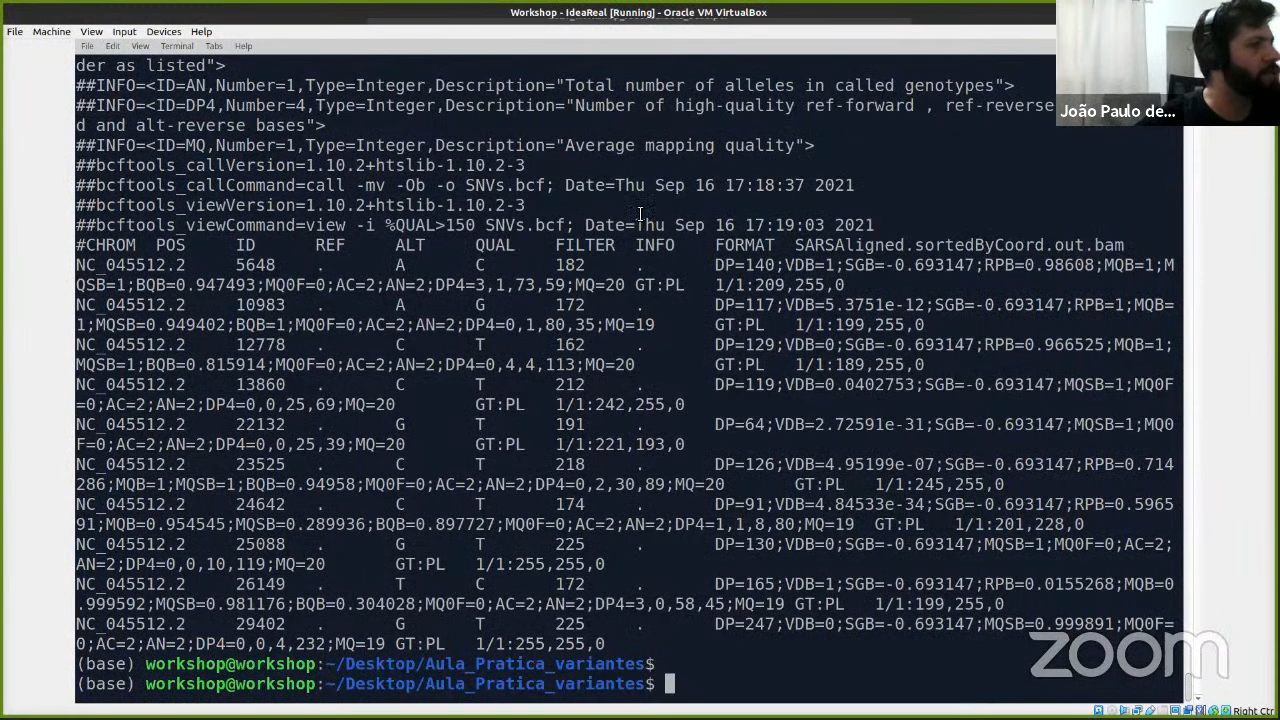 Workshop - IdeaReal [Running] - Oracle VM VirtualBox
File Machine View Input Devices Help
File Edit View Terminal Tabs Help
der as listed">
##INFO=<ID=AN,Number=1,Type=Integer,Description="Total number of alleles in called genotypes">
##INFO=<ID=DP4,Number=4,Type=Integer,Description="Number of high-quality ref-forward , ref-reverse
d and alt-reverse bases">
##INFO=<ID=MQ,Number=1,Type=Integer,Description="Average mapping quality">
##bcftools_callVersion=1.10.2+htslib-1.10.2-3
##bcftools_callCommand=call -mv -Ob -o SNVs.bcf; Date=Thu Sep 16 17:18:37 2021
##bcftools_viewVersion=1.10.2+htslib-1.10.2-3
##bcftools_viewCommand=view -i %QUAL>150 SNVs.bcf; Date=Thu Sep 16 17:19:03 2021
#CHROM POS ID REF ALT QUAL FILTER INFO FORMAT SARSAligned.sortedByCoord.out.bam
NC_045512.2 5648 . A C 182 . DP=140;VDB=1;SGB=-0.693147;RPB=0.98608;MQB=1;M
QSB=1;BQB=0.947493;MQ0F=0;AC=2;AN=2;DP4=3,1,73,59;MQ=20 GT:PL 1/1:209,255,0
NC_045512.2 10983 . A G 172 . DP=117;VDB=5.3751e-12;SGB=-0.693147;RPB=1;MQB=
1;MQSB=0.949402;BQB=1;MQ0F=0;AC=2;AN=2;DP4=0,1,80,35;MQ=19 GT:PL 1/1:199,255,0
NC_045512.2 12778 . C T 162 . DP=129;VDB=0;SGB=-0.693147;RPB=0.966525;MQB=1;
MQSB=1;BQB=0.815914;MQ0F=0;AC=2;AN=2;DP4=0,4,4,113;MQ=20 GT:PL 1/1:189,255,0
NC_045512.2 13860 . C T 212 . DP=119;VDB=0.0402753;SGB=-0.693147;MQSB=1;MQ0F
=0;AC=2;AN=2;DP4=0,0,25,69;MQ=20 GT:PL 1/1:242,255,0
NC_045512.2 22132 . G T 191 . DP=64;VDB=2.72591e-31;SGB=-0.693147;MQSB=1;MQ0
F=0;AC=2;AN=2;DP4=0,0,25,39;MQ=20 GT:PL 1/1:221,193,0
NC_045512.2 23525 . C T 218 . DP=126;VDB=4.95199e-07;SGB=-0.693147;RPB=0.714
286;MQB=1;MQSB=1;BQB=0.94958;MQ0F=0;AC=2;AN=2;DP4=0,2,30,89;MQ=20 GT:PL 1/1:245,255,0
NC_045512.2 24642 . C T 174 . DP=91;VDB=4.84533e-34;SGB=-0.693147;RPB=0.5965
91;MQB=0.954545;MQSB=0.289936;BQB=0.897727;MQ0F=0;AC=2;AN=2;DP4=1,1,8,80;MQ=19 GT:PL 1/1:201,228,0
NC_045512.2 25088 . G T 225 . DP=130;VDB=0;SGB=-0.693147;MQSB=1;MQ0F=0;AC=2;
AN=2;DP4=0,0,10,119;MQ=20 GT:PL 1/1:255,255,0
NC_045512.2 26149 . T C 172 . DP=165;VDB=1;SGB=-0.693147;RPB=0.0155268;MQB=0
.999592;MQSB=0.981176;BQB=0.304028;MQ0F=0;AC=2;AN=2;DP4=3,0,58,45;MQ=19 GT:PL 1/1:199,255,0
NC_045512.2 29402 . G T 225 . DP=247;VDB=0;SGB=-0.693147;MQSB=0.999891;MQ0F=
0;AC=2;AN=2;DP4=0,0,4,232;MQ=19 GT:PL 1/1:255,255,0
(base) workshop@workshop:~/Desktop/Aula_Pratica_variantes$
(base) workshop@workshop:~/Desktop/Aula_Pratica_variantes$
João Paulo de...
zoom
Right Ctr